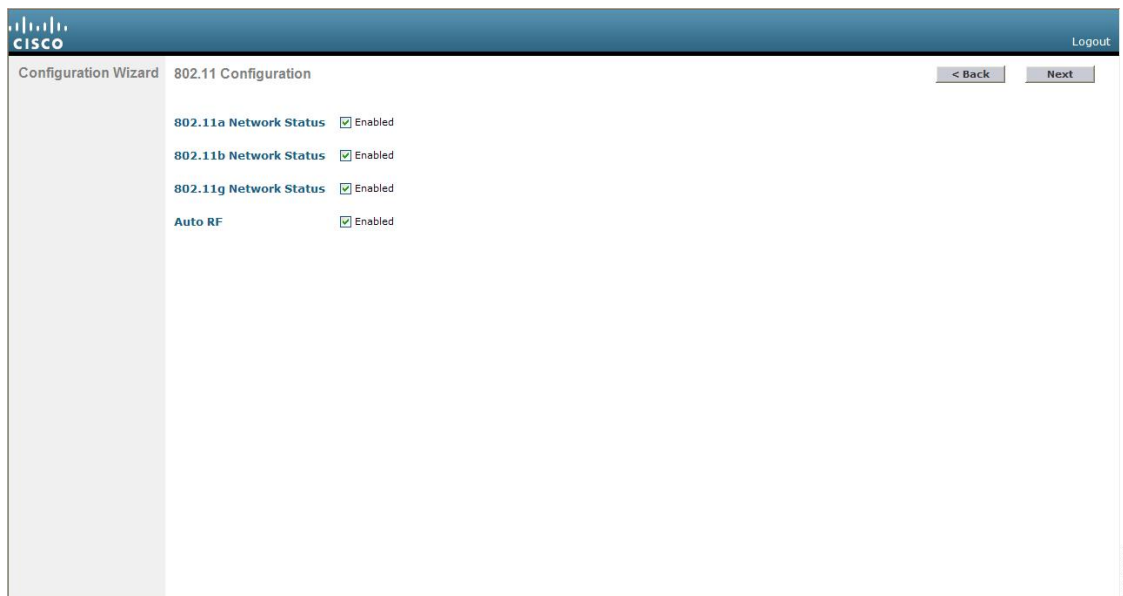 CISCO
Logout
Configuration Wizard
802.11 Configuration
< Back
Next
802.11a Network Status Enabled
802.11b Network Status Enabled
802.11g Network Status Enabled
Auto RF Enabled